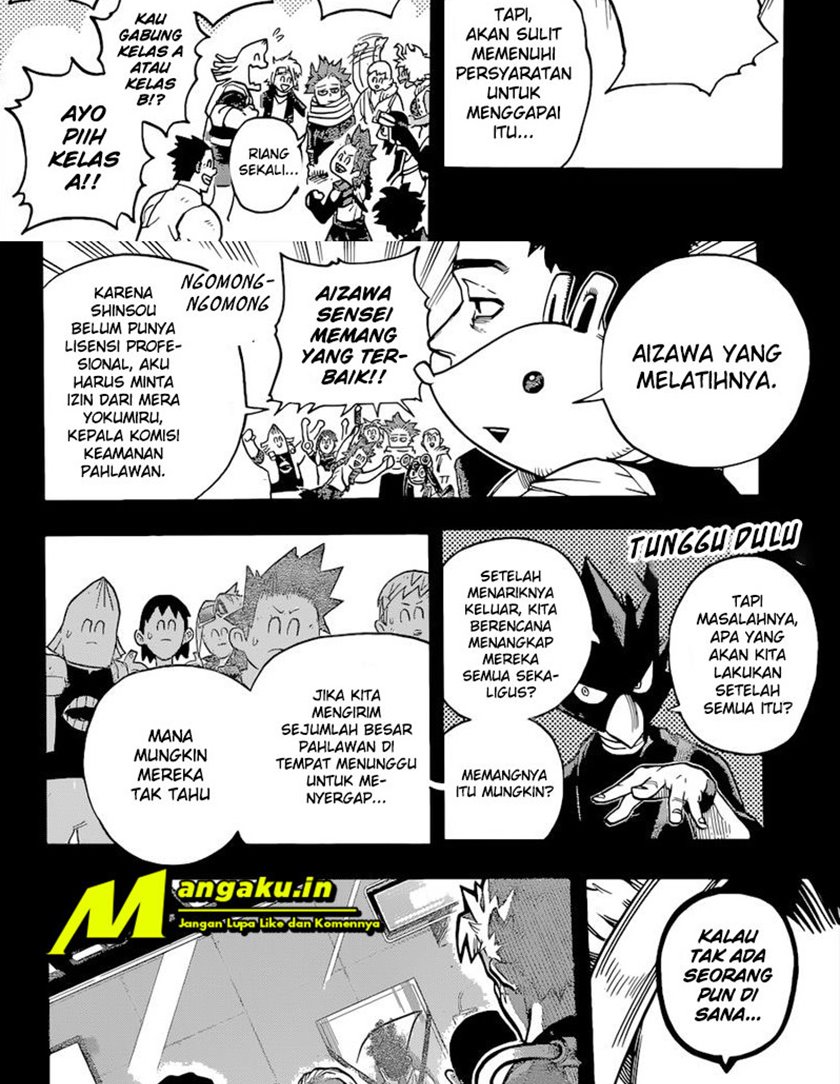 TAPI,
AKAN SULIT
MEMENUHI
PERSYARATAN
UNTUK
MENGGAPAI
ITU...
KAU
GABUNG
KELAS A
ATAU
KELAS
B!?
AYO
PIIH
KELAS
A!!
RIANG
SEKALI...
AIZAWA YANG
MELATIHNYA.
AIZAWA
SENSEI
MEMANG
YANG TER-
BAIK!!
NGOMONG-
NGOMONG
KARENA
SHINSOU
BELUM PUNYA
LISENSI PROFE-
SIONAL, AKU
HARUS MINTA
IZIN DARI MERA
YOKUMIRU,
KEPALA KOMISI
KEAMANAN
PAHLAWAN.
TUNGGU DULU
TAPI
MASALAHNYA,
APA YANG
AKAN KITA
LAKUKAN
SETELAH
SEMUA ITU?
SETELAH
MENARIKNYA
KELUAR, KITA
BERENCANA
MENANGKAP
MEREKA
SEMUA SEKA-
LIGUS?
MEMANGNYA
ITU MUNGKIN?
JIKA KITA
MENGIRIM
SEJUMLAH BESAR
PAHLAWAN DI
TEMPAT MENUNGGU
UNTUK ME-
NYERGAP...
MANA
MUNGKIN
MEREKA
TAK TAHU
KALAU
TAK ADA
SEORANG
PUN DI
SANA...
Mangaku.in
Jangan Lupa Like dan Komennya